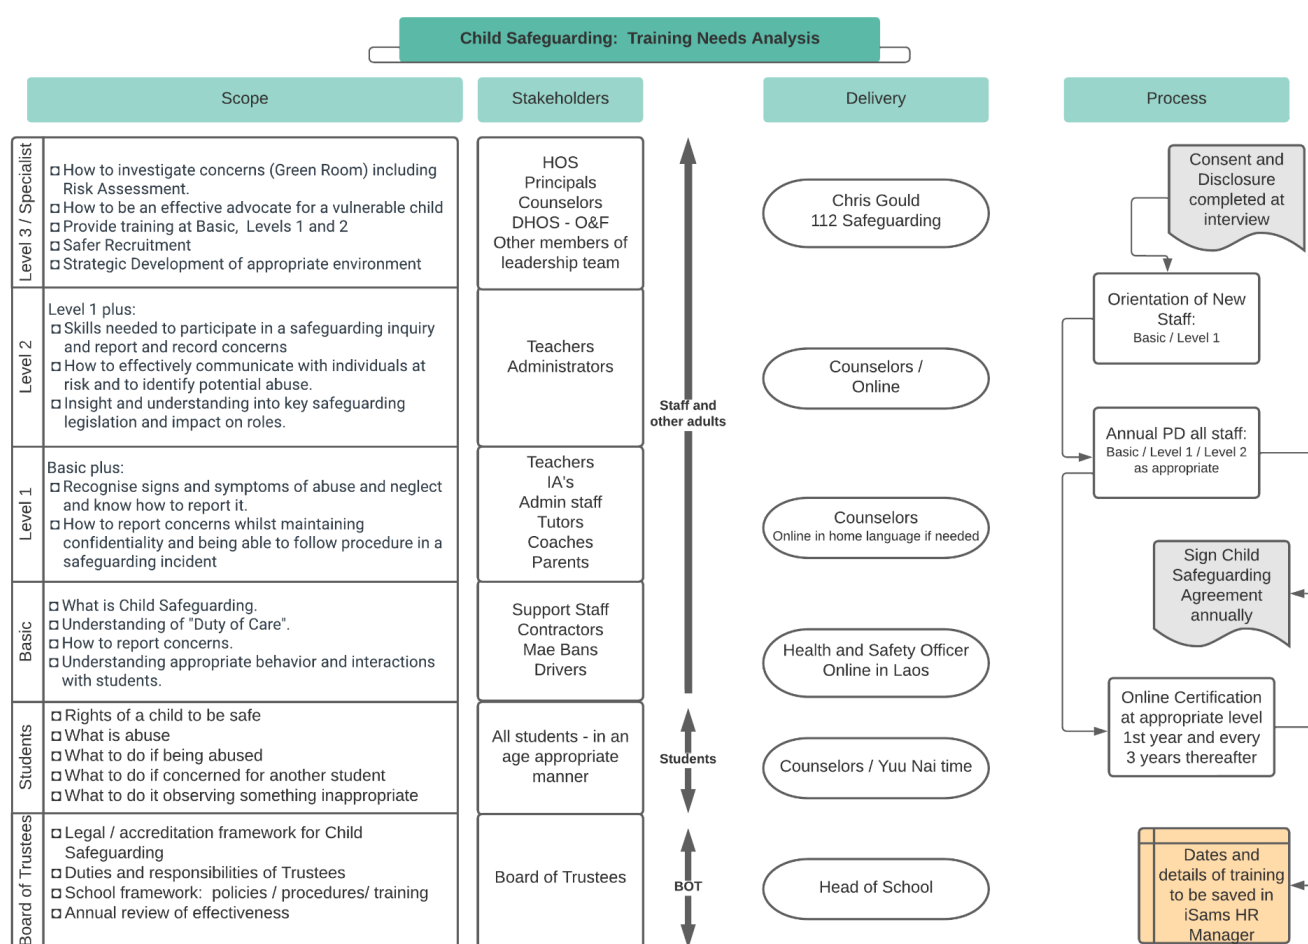 Child Safeguarding:  Training Needs Analysis
Scope
Stakeholders
Delivery
Process
Level 3 / Specialist
How to investigate concerns (Green Room) including
Risk Assessment.
How to be an effective advocate for a vulnerable child
Provide training at Basic,  Levels 1 and 2
Safer Recruitment
Strategic Development of appropriate environment
HOS
Principals
Counselors
DHOS - O&F
Other members of
leadership team
Chris Gould
112 Safeguarding
Level 2
Level 1 plus:
Skills needed to participate in a safeguarding inquiry
and report and record concerns
How to effectively communicate with individuals at
risk and to identify potential abuse.
Insight and understanding into key safeguarding
legislation and impact on roles.
Teachers
Administrators
Counselors /
Online
Level 1
Basic plus:
Recognise signs and symptoms of abuse and neglect
and know how to report it.
How to report concerns whilst maintaining
confidentiality and being able to follow procedure in a
safeguarding incident
Teachers
IA's
Admin staff
Tutors
Coaches
Parents
Counselors
Online in home language if needed
Basic
What is Child Safeguarding.
Understanding of "Duty of Care".
How to report concerns.
Understanding appropriate behavior and interactions
with students.
Support Staff
Contractors
Mae Bans
Drivers
Health and Safety Officer
Online in Laos
Staff and
other adults
Students
Rights of a child to be safe
What is abuse
What to do if being abused
What to do if concerned for another student
What to do it observing something inappropriate
All students - in an
age appropriate
manner
Students
Counselors / Yuu Nai time
Board of Trustees
Legal / accreditation framework for Child
Safeguarding
Duties and responsibilities of Trustees
School framework:  policies / procedures/ training
Annual review of effectiveness
Board of Trustees
BOT
Head of School
Consent and
Disclosure
completed at
interview
Orientation of New
Staff:
Basic / Level 1
Annual PD all staff:
Basic / Level 1 / Level 2
as appropriate
Sign Child
Safeguarding
Agreement
annually
Online Certification
at appropriate level
1st year and every
3 years thereafter
Dates and
details of training
to be saved in
iSams HR
Manager